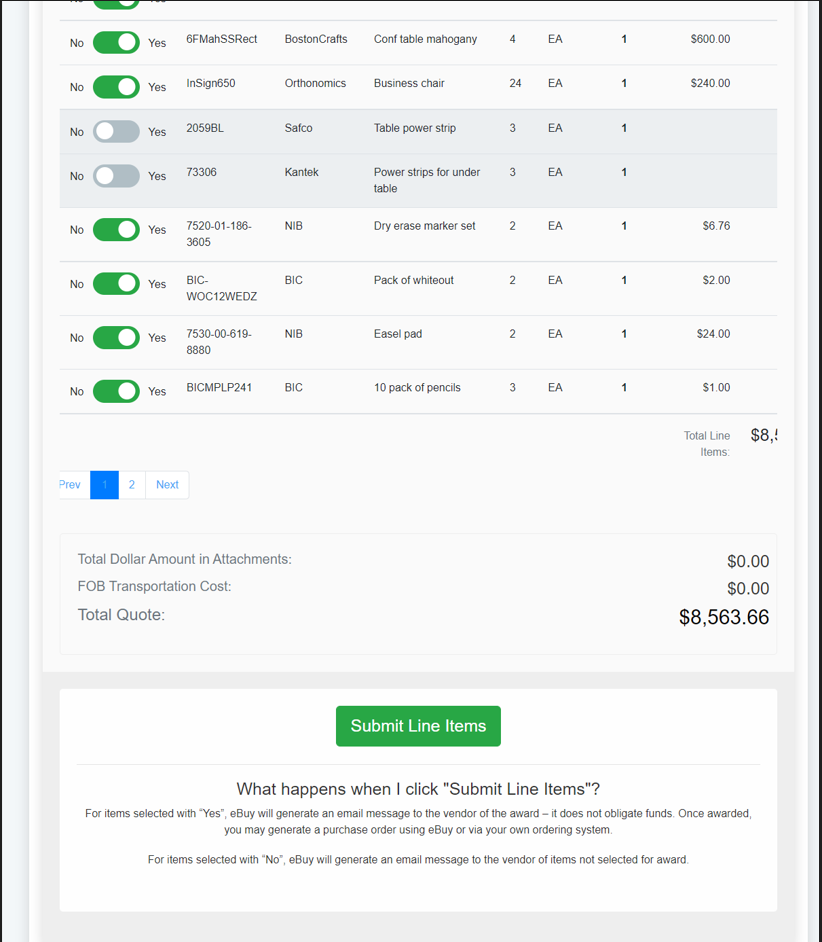 No Yes 6FMahSSRect BostonCrafts Conf table mahogany 4 EA 1 $600.00
No Yes InSign650 Orthonomics Business chair 24 EA 1 $240.00
No Yes 2059BL Safco Table power strip 3 EA 1
No Yes 73306 Kantek Power strips for under 3 EA 1
table
No Yes 7520-01-186- NIB Dry erase marker set 2 EA 1 $6.76
3605
No Yes BIC- BIC Pack of whiteout 2 EA 1 $2.00
WOC12WEDZ
No Yes 7530-00-619- NIB Easel pad 2 EA 1 $24.00
8880
No Yes BICMPLP241 BIC 10 pack of pencils 3 EA 1 $1.00
Total Line $8,
Items:
Prev 1 2 Next
Total Dollar Amount in Attachments: $0.00
FOB Transportation Cost: $0.00
Total Quote: $8,563.66
Submit Line Items
What happens when I click "Submit Line Items"?
For items selected with “Yes”, eBuy will generate an email message to the vendor of the award – it does not obligate funds. Once awarded,
you may generate a purchase order using eBuy or via your own ordering system.
For items selected with “No”, eBuy will generate an email message to the vendor of items not selected for award.